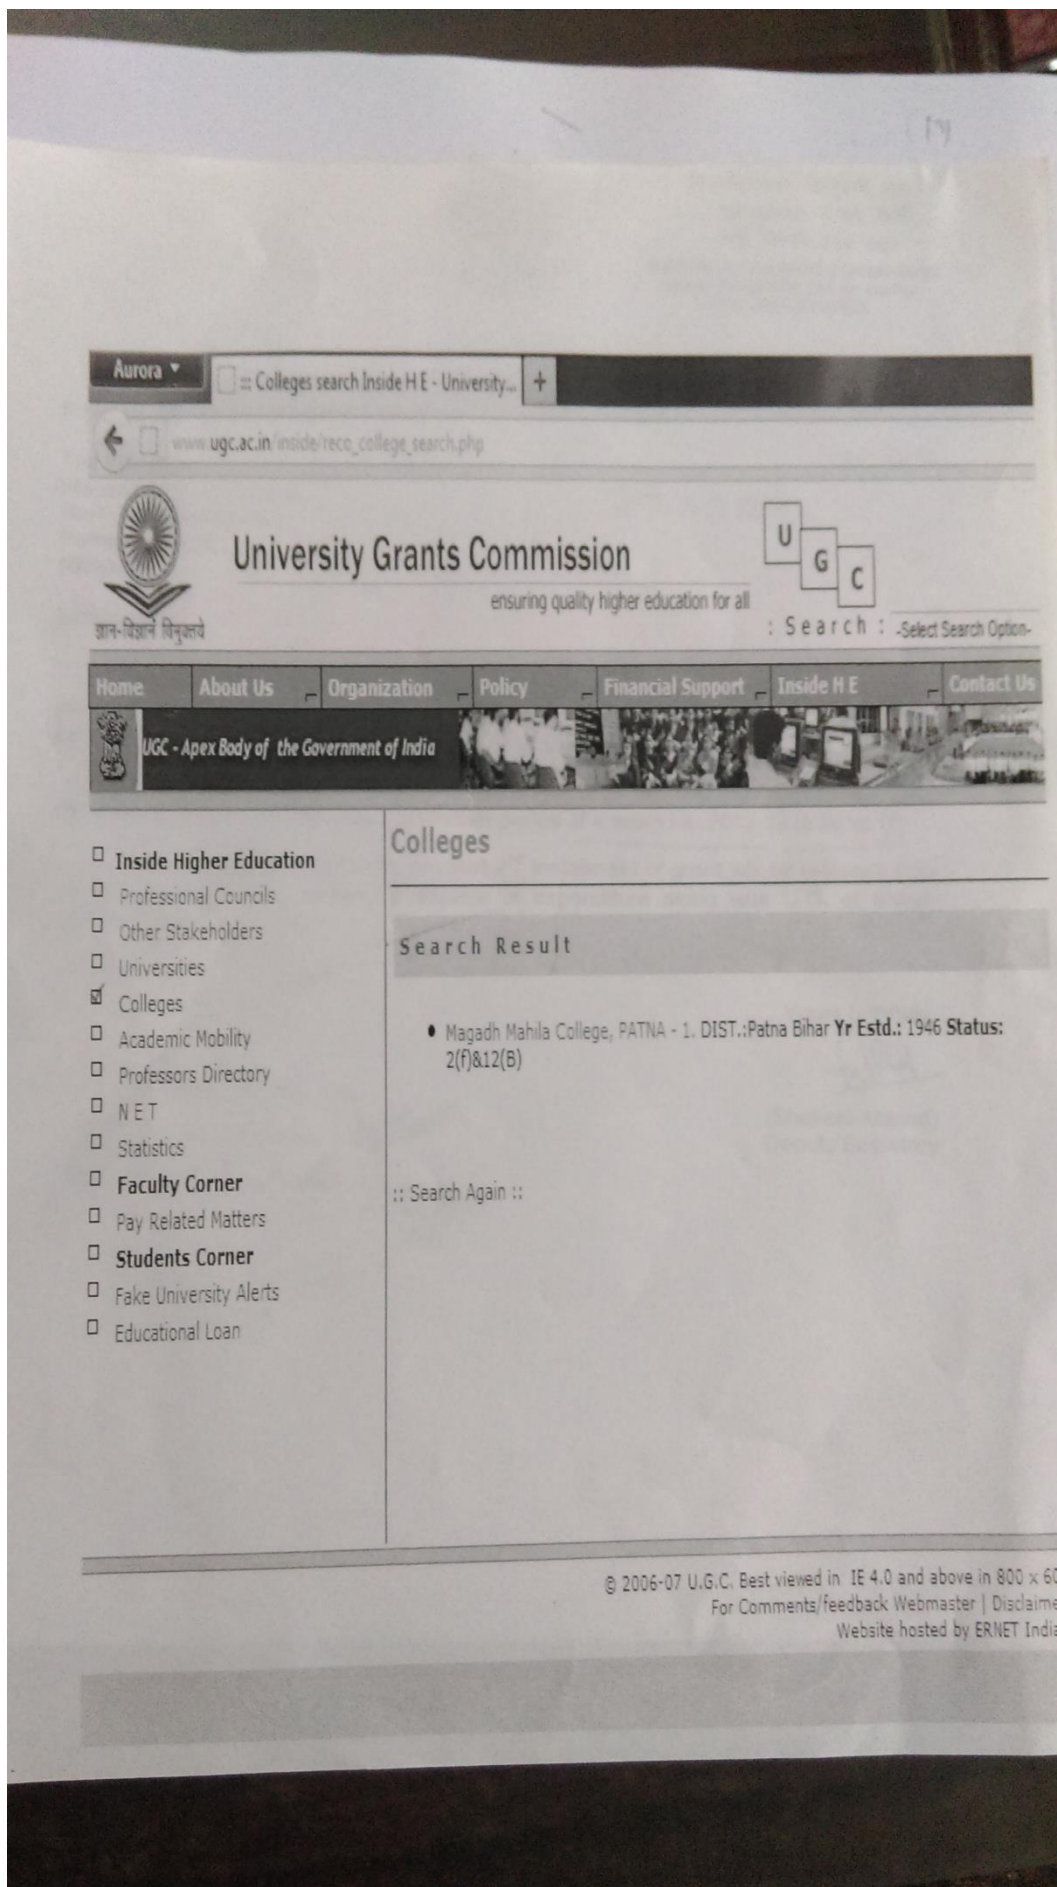 Aurora
::: Colleges search Inside H E - University... +
www.ugc.ac.in/inside/reco_college_search.php
University Grants Commission
ensuring quality higher education for all
U G C
ज्ञान-विज्ञान विमुक्तये
: Search : -Select Search Option-
Home About Us Organization Policy Financial Support Inside H E Contact Us
UGC - Apex Body of the Government of India
Colleges
Search Result
Magadh Mahila College, PATNA - 1. DIST.:Patna Bihar Yr Estd.: 1946 Status:
2(f)&12(B)
:: Search Again ::
Inside Higher Education
Professional Councils
Other Stakeholders
Universities
Colleges
Academic Mobility
Professors Directory
N E T
Statistics
Faculty Corner
Pay Related Matters
Students Corner
Fake University Alerts
Educational Loan
© 2006-07 U.G.C. Best viewed in IE 4.0 and above in 800 x 60
For Comments/feedback Webmaster | Disclaime
Website hosted by ERNET India